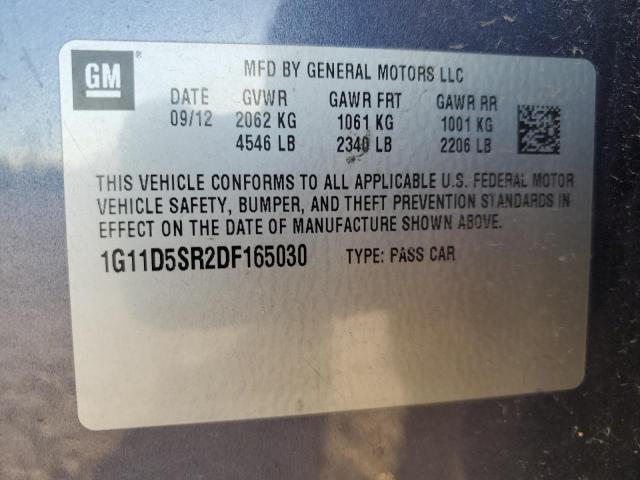 GM
MFD BY GENERAL MOTORS LLC
DATE GVWR GAWR FRT GAWR RR
09/12 2062 KG 1061 KG 1001 KG
4546 LB 2340 LB 2206 LB
THIS VEHICLE CONFORMS TO ALL APPLICABLE U.S. FEDERAL MOTOR
VEHICLE SAFETY, BUMPER, AND THEFT PREVENTION STANDARDS IN
EFFECT ON THE DATE OF MANUFACTURE SHOWN ABOVE.
1G11D5SR2DF165030 TYPE: PASS CAR